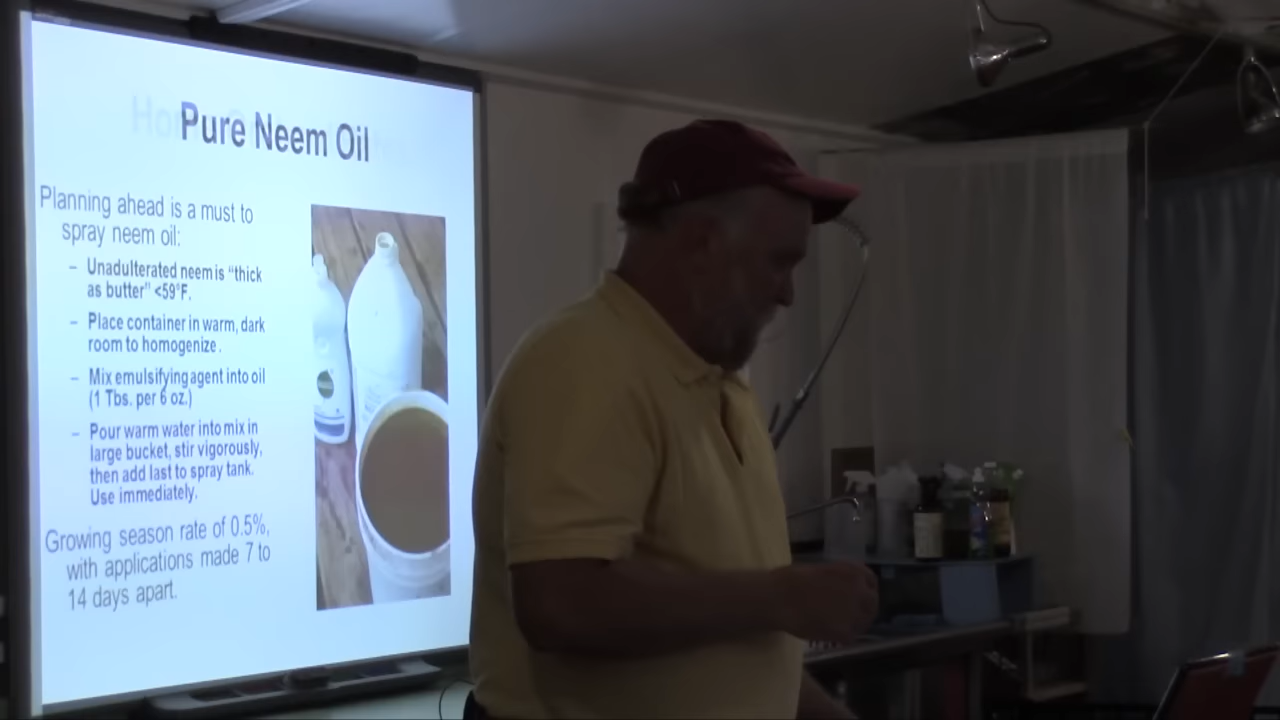 Pure Neem Oil
Planning ahead is a must to
spray neem oil:
– Unadulterated neem is “thick
as butter” <59°F.
– Place container in warm, dark
room to homogenize.
– Mix emulsifying agent into oil
(1 Tbs. per 6 oz.)
– Pour warm water into mix in
large bucket, stir vigorously,
then add last to spray tank.
Use immediately.
Growing season rate of 0.5%,
with applications made 7 to
14 days apart.